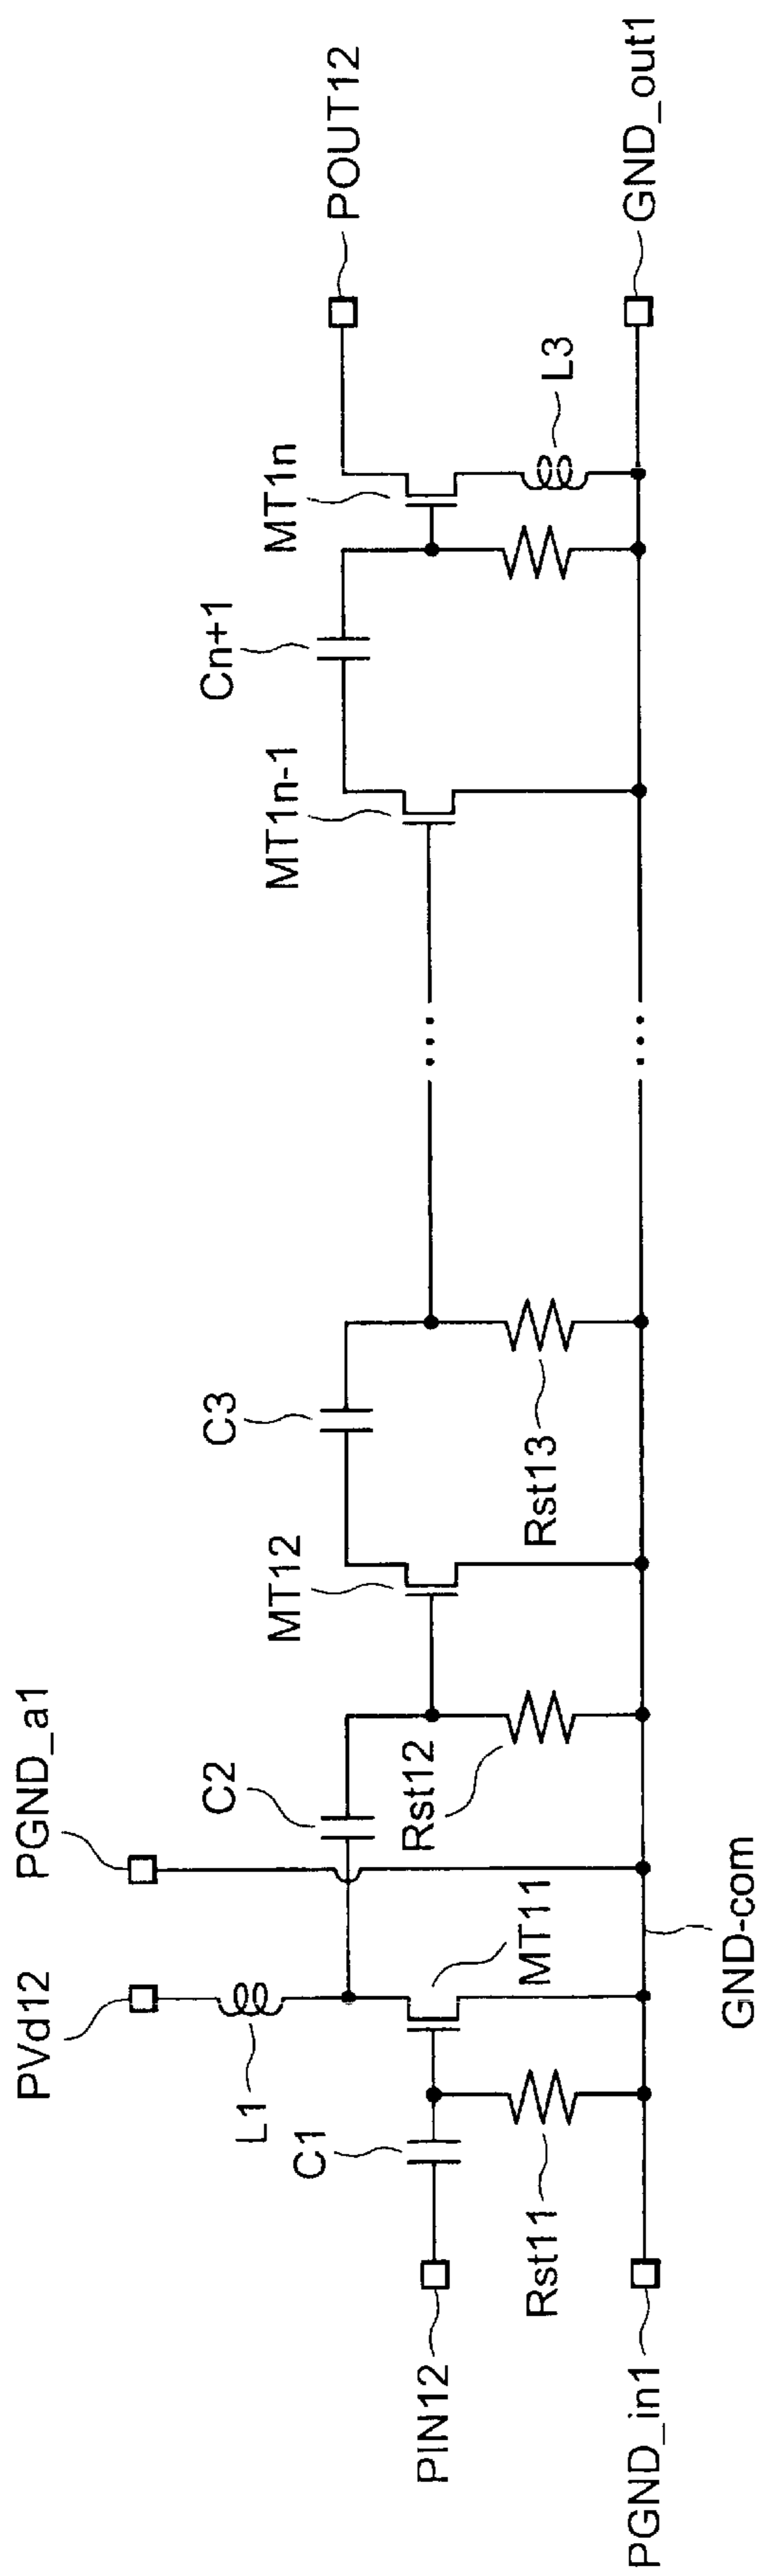 PVd12
PGND_a1
L1
C1
C2
MT12
C3
MT1n-1
Cn+1
MT1n
POUT12
L3
PIN12
Rst11
MT11
Rst12
Rst13
PGND_in1
GND-com
GND_out1